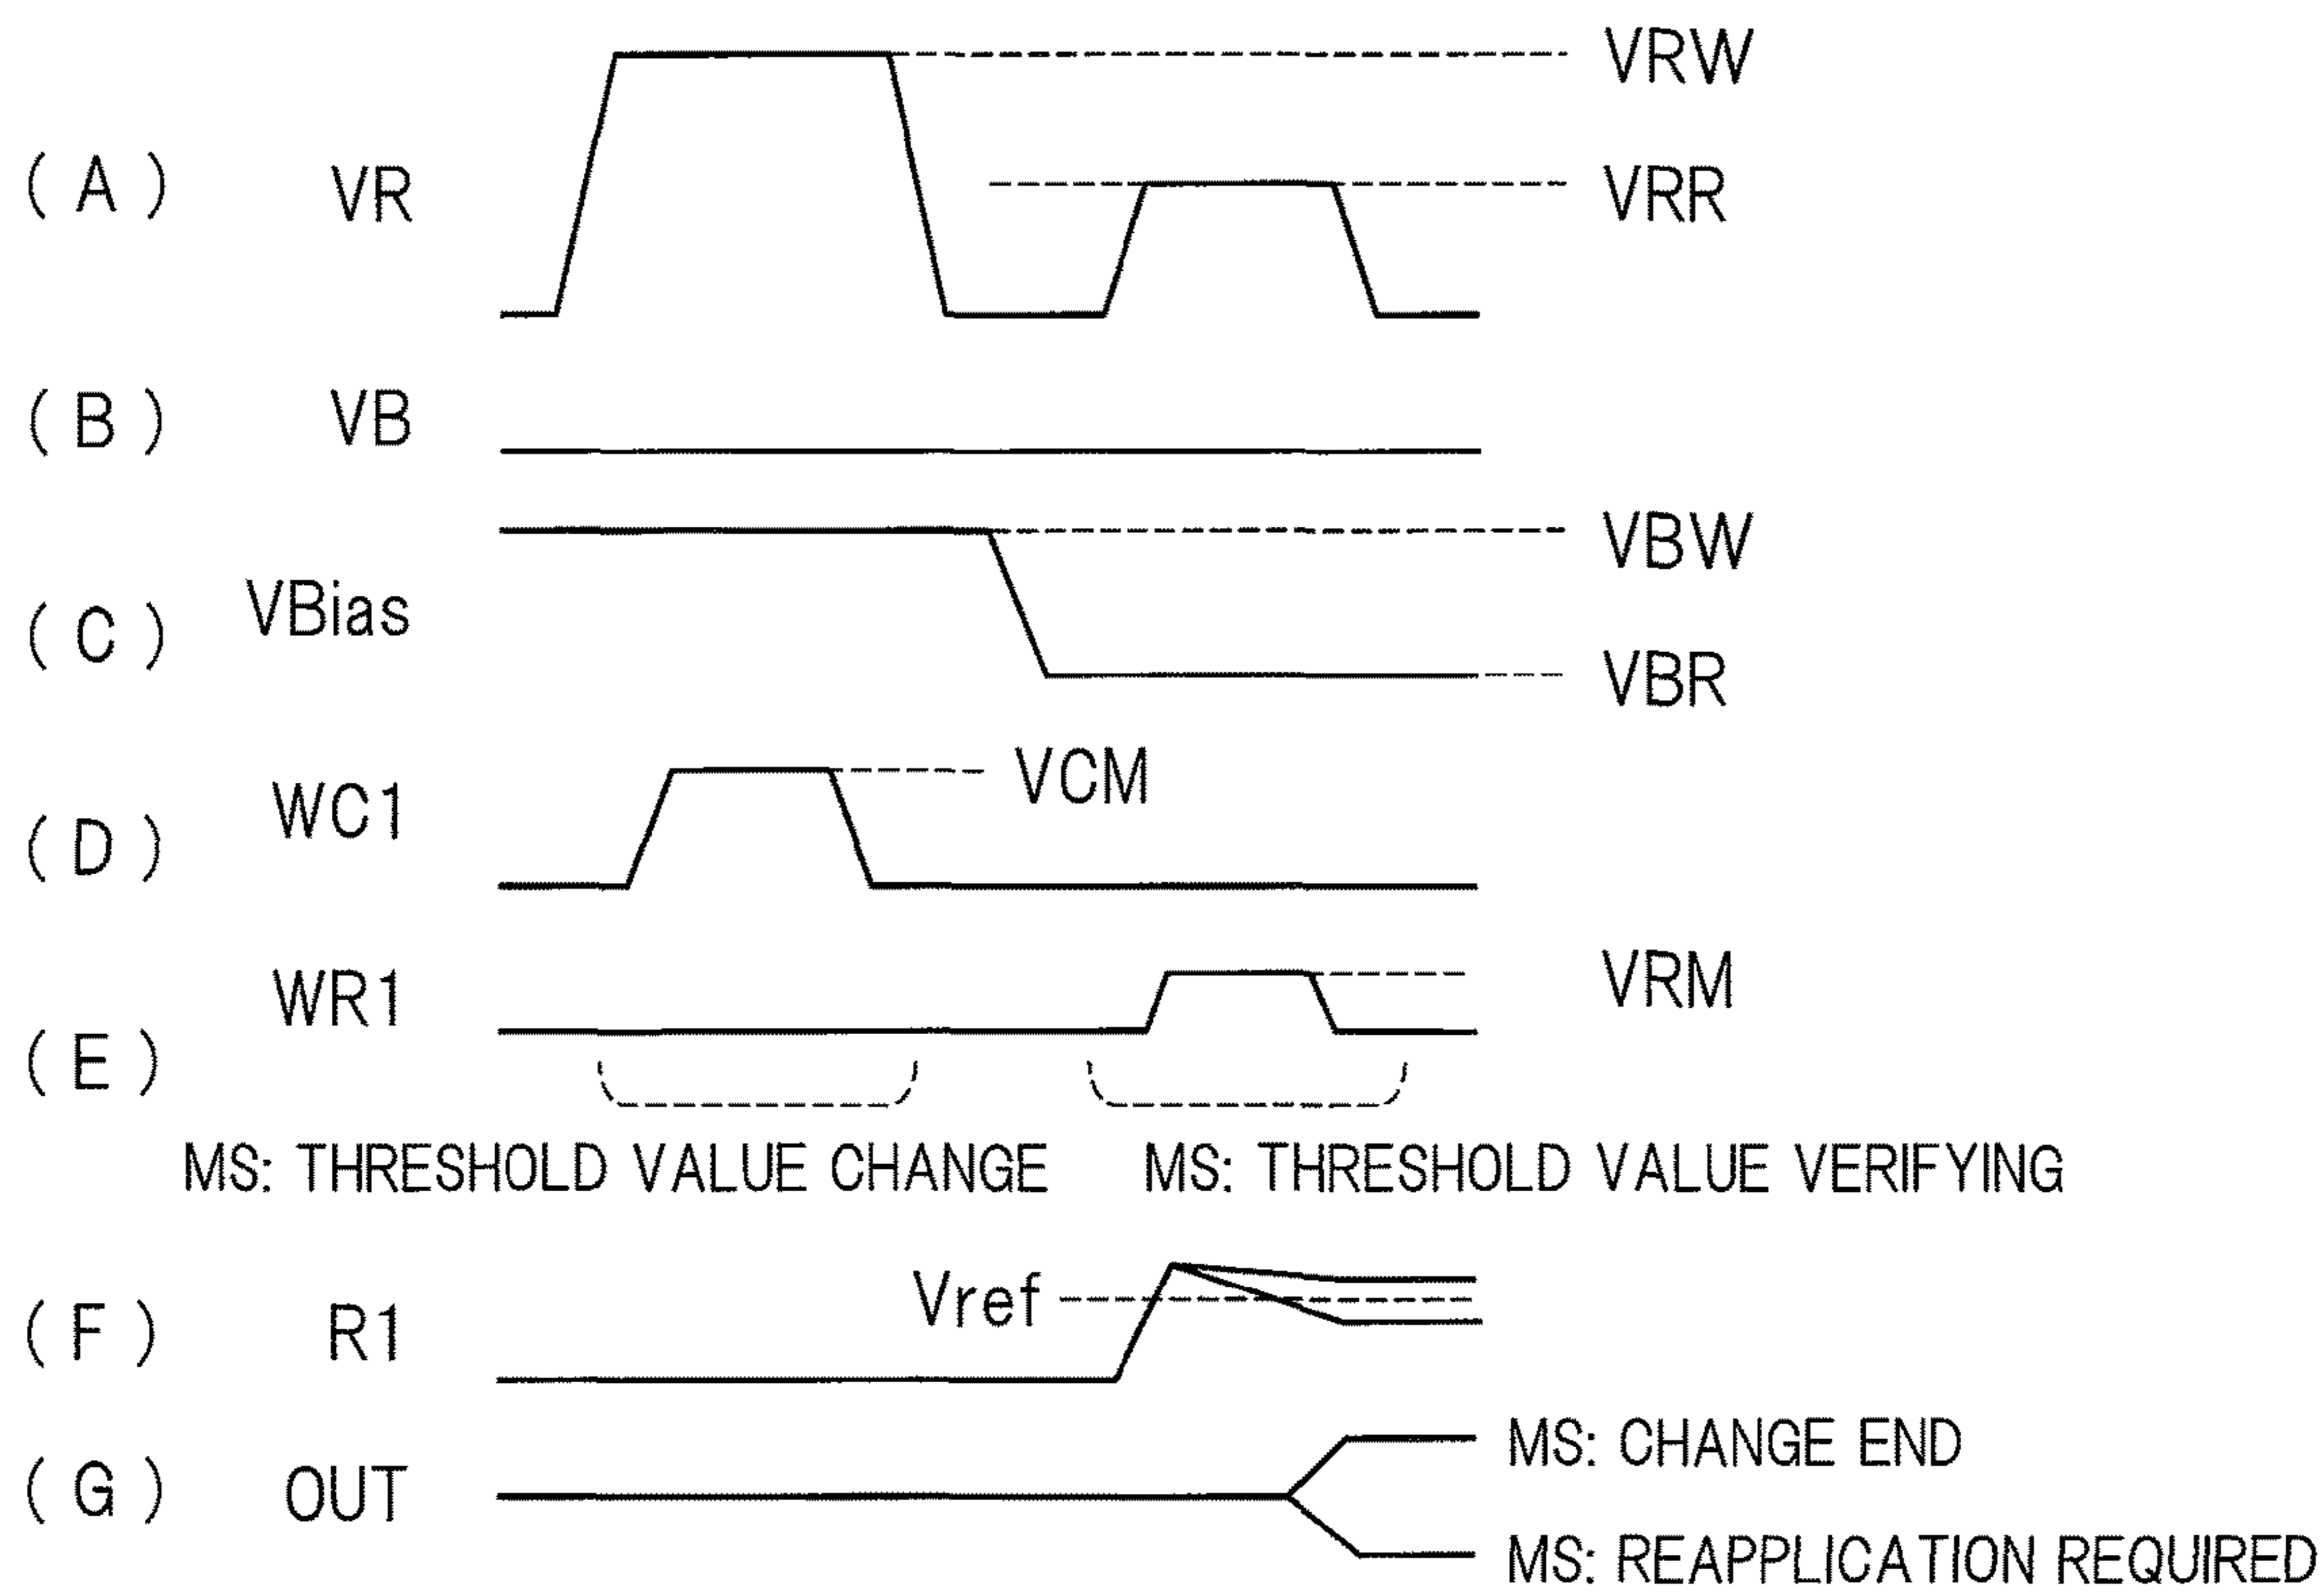 VRW
( A ) VR VRR
( B ) VB
VBW
( C ) VBias
VBR
VCM
( D ) WC1
WR1 VRM
( E )
MS: THRESHOLD VALUE CHANGE MS: THRESHOLD VALUE VERIFYING
Vref
( F ) R1
MS: CHANGE END
( G ) OUT
MS: REAPPLICATION REQUIRED